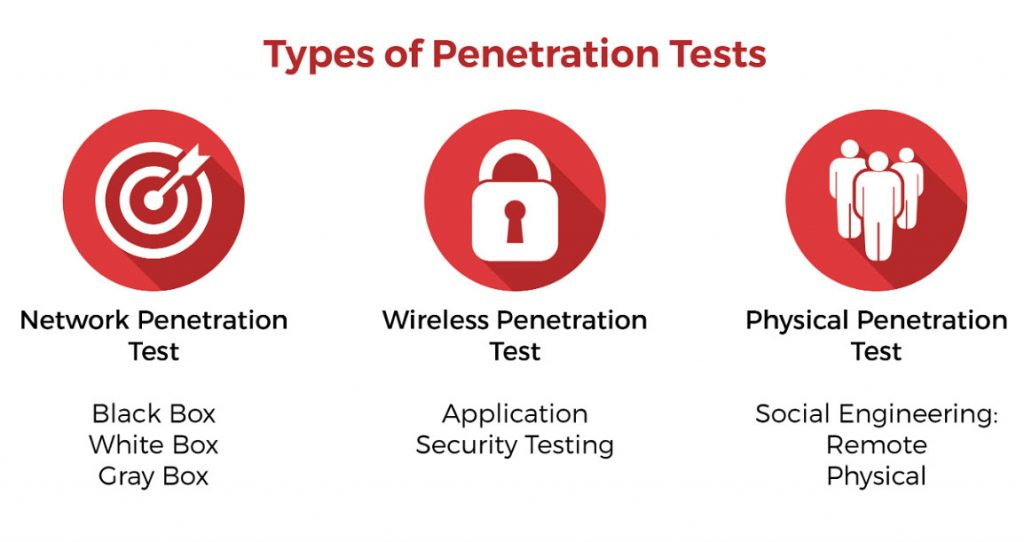 Types of Penetration Tests
Network Penetration
Test
Black Box
White Box
Gray Box
Wireless Penetration
Test
Application
Security Testing
Physical Penetration
Test
Social Engineering:
Remote
Physical